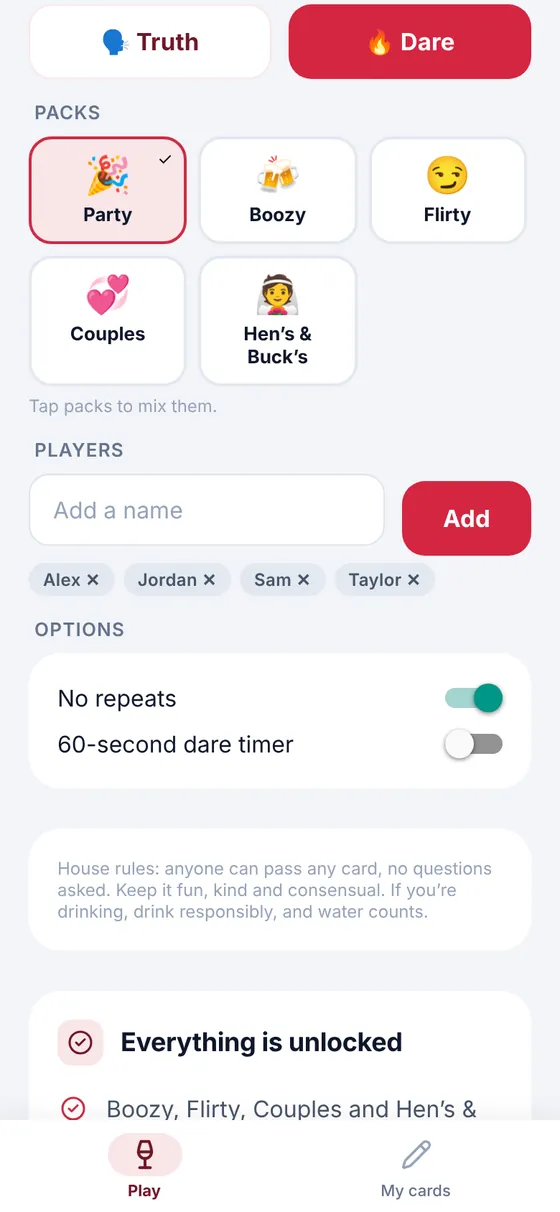 Truth
Dare
PACKS
Party
Boozy
Flirty
Couples
Hen’s &
Buck’s
Tap packs to mix them.
PLAYERS
Add a name
Add
Alex ✕
Jordan ✕
Sam ✕
Taylor ✕
OPTIONS
No repeats
60-second dare timer
House rules: anyone can pass any card, no questions
asked. Keep it fun, kind and consensual. If you’re
drinking, drink responsibly, and water counts.
Everything is unlocked
Boozy, Flirty, Couples and Hen’s &
Play
My cards